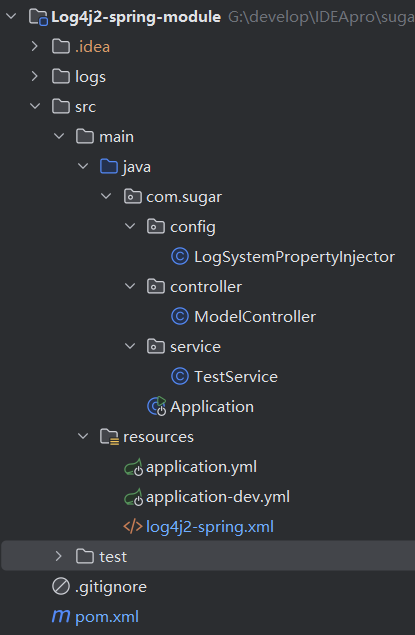 Log4j2-spring-module G:\develop\IDEApro\suga
.idea
logs
src
main
java
com.sugar
config
LogSystemPropertyInjector
controller
ModelController
service
TestService
Application
resources
application.yml
application-dev.yml
log4j2-spring.xml
test
.gitignore
pom.xml